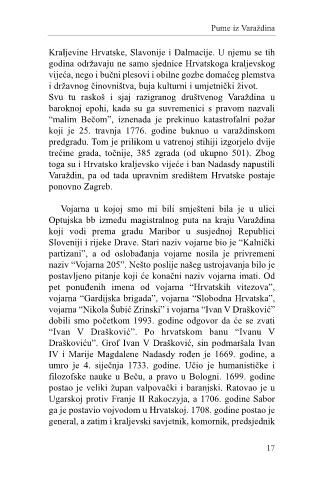 Pume iz Varaždina
Kraljevine Hrvatske, Slavonije i Dalmacije. U njemu se tih
godina održavaju ne samo sjednice Hrvatskoga kraljevskog
vijeća, nego i bučni plesovi i obilne gozbe domaćeg plemstva
i državnog činovništva, buja kulturni i umjetnički život.
Svu tu raskoš i sjaj razigranog društvenog Varaždina u
baroknoj epohi, kada su ga suvremenici s pravom nazvali
“malim Bečom”, iznenada je prekinuo katastrofalni požar
koji je 25. travnja 1776. godine buknuo u varaždinskom
predgrađu. Tom je prilikom u vatrenoj stihiji izgorjelo dvije
trećine grada, točnije, 385 zgrada (od ukupno 501). Zbog
toga su i Hrvatsko kraljevsko vijeće i ban Nadasdy napustili
Varaždin, pa od tada upravnim središtem Hrvatske postaje
ponovno Zagreb.
Vojarna u kojoj smo mi bili smješteni bila je u ulici
Optujska bb između magistralnog puta na kraju Varaždina
koji vodi prema gradu Maribor u susjednoj Republici
Sloveniji i rijeke Drave. Stari naziv vojarne bio je “Kalnički
partizani”, a od oslobađanja vojarne nosila je privremeni
naziv “Vojarna 205”. Nešto poslije našeg ustrojavanja bilo je
postavljeno pitanje koji će konačni naziv vojarna imati. Od
pet ponuđenih imena od vojarna “Hrvatskih vitezova”,
vojarna “Gardijska brigada”, vojarna “Slobodna Hrvatska”,
vojarna “Nikola Šubić Zrinski” i vojarna “Ivan V Drašković”
dobili smo početkom 1993. godine odgovor da će se zvati
“Ivan V Drašković”. Po hrvatskom banu “Ivanu V
Draškoviću”. Grof Ivan V Drašković, sin podmaršala Ivan
IV i Marije Magdalene Nadasdy rođen je 1669. godine, a
umro je 4. siječnja 1733. godine. Učio je humanističke i
filozofske nauke u Beču, a pravo u Bologni. 1699. godine
postao je veliki župan valpovački i baranjski. Ratovao je u
Ugarskoj protiv Franje II Rakoczyja, a 1706. godine Sabor
ga je postavio vojvodom u Hrvatskoj. 1708. godine postao je
general, a zatim i kraljevski savjetnik, komornik, predsjednik
17